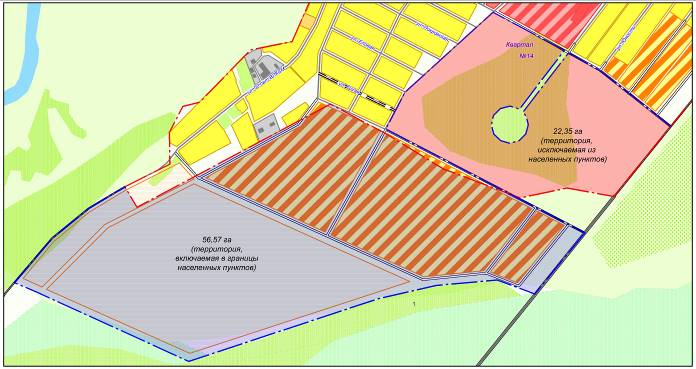 Квартал
№14
22,35 га
(территория,
исключаемая из
населенных пунктов)
56,57 га
(территория,
включаемая в границы
населенных пунктов)
1